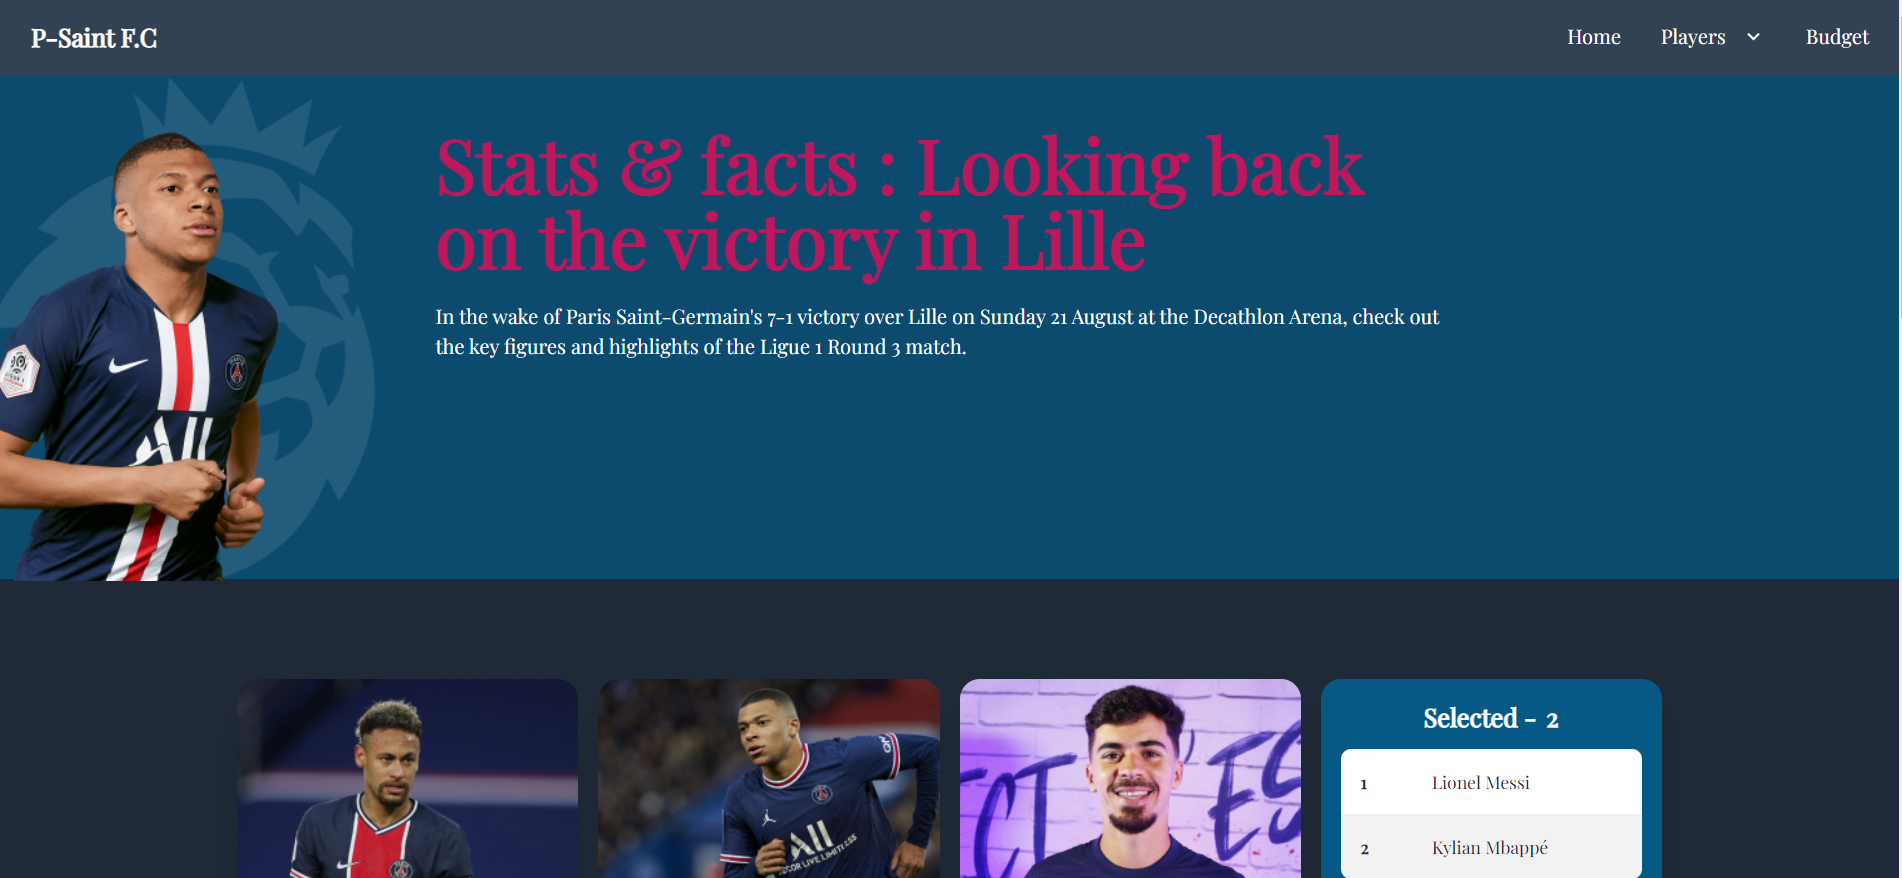 P-Saint F.C
Home
Players
Budget
Stats & facts : Looking back
on the victory in Lille
In the wake of Paris Saint-Germain's 7-1 victory over Lille on Sunday 21 August at the Decathlon Arena, check out
the key figures and highlights of the Ligue 1 Round 3 match.
ALL
ALL
Selected - 2
1 Lionel Messi
2 Kylian Mbappé